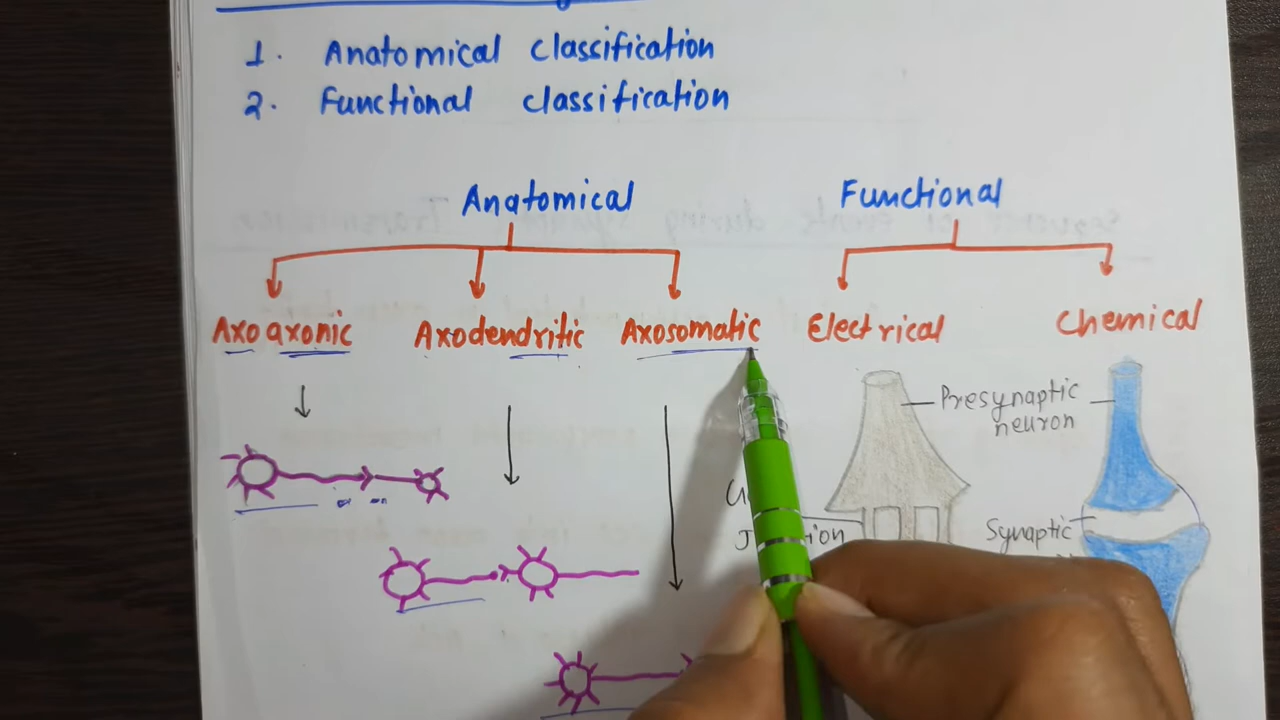 1. Anatomical classification
2. Functional classification
Anatomical Functional
Axoaxonic Axodendritic Axosomatic Electrical Chemical
Presynaptic
neuron
Synaptic